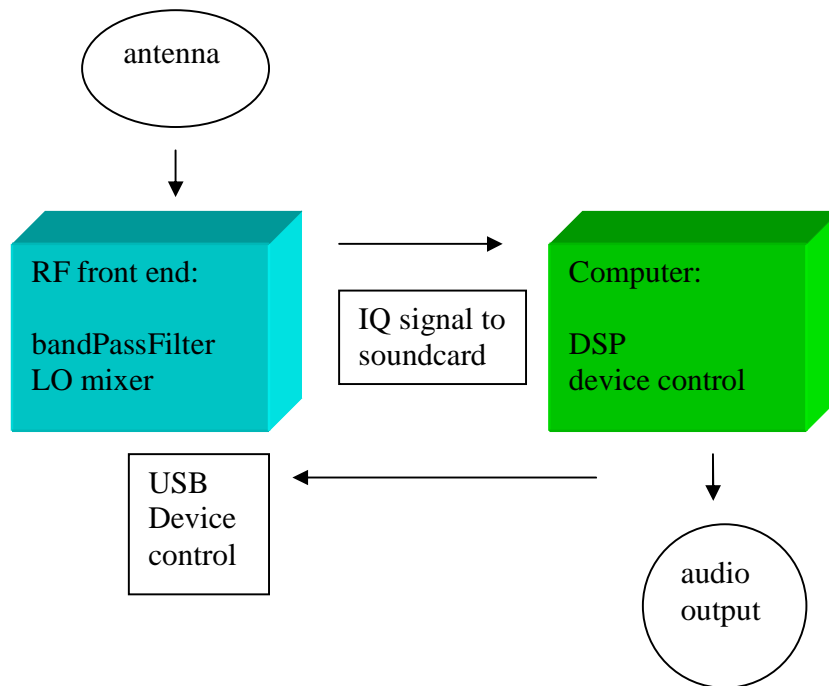 antenna
RF front end:
bandPassFilter
LO mixer
IQ signal to
soundcard
Computer:
DSP
device control
USB
Device
control
audio
output